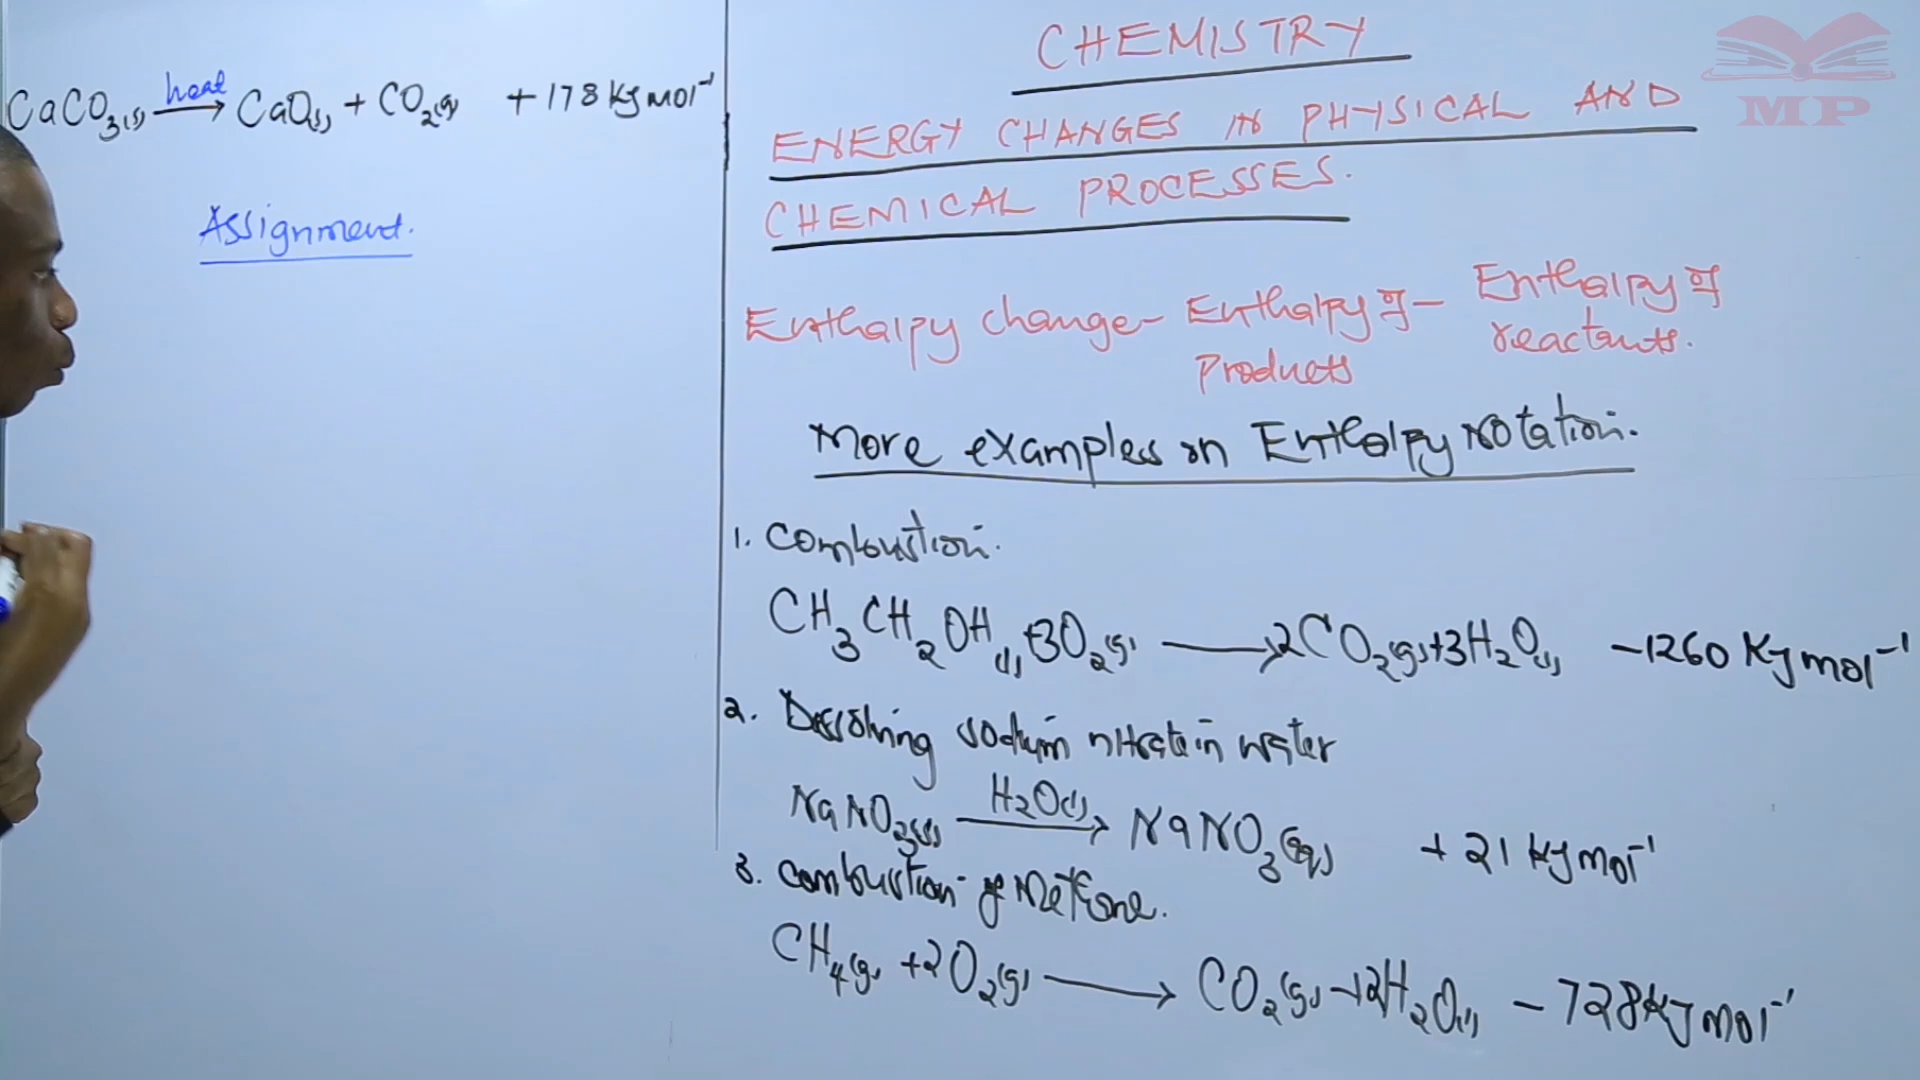 CaCO₃(s) heat→ CaO(s) + CO₂(g) +178 kJ mol⁻¹
Assignment.
CHEMISTRY
ENERGY CHANGES IN PHYSICAL AND
CHEMICAL PROCESSES.
Enthalpy change - Enthalpy of Products - Enthalpy of reactants.
More examples on Enthalpy Notation.
1. Combustion.
CH₃CH₂OH(l) + 3O₂(g) → 2CO₂(g) + 3H₂O(l) -1260 kJ mol⁻¹
2. Dissolving sodium nitrate in water
NaNO₃(s) H₂O(l)→ NaNO₃(aq) +21 kJ mol⁻¹
3. Combustion of Methane.
CH₄(g) + 2O₂(g) → CO₂(g) + 2H₂O(l) -728 kJ mol⁻¹
MP